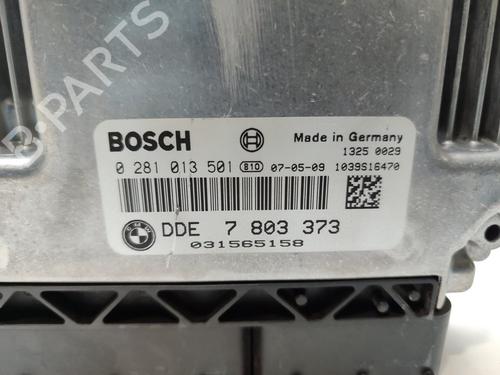 B-PARTS
BOSCH
Made in Germany
1325 0029
0 281 013 501 B10 07-05-09 1039S16470
DDE 7 803 373
031565158